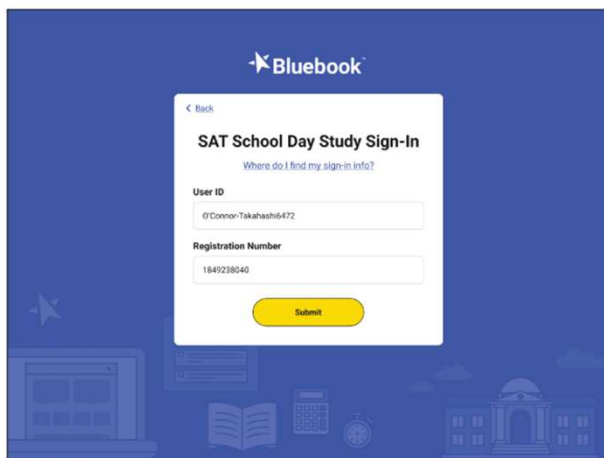 Bluebook™
Back
SAT School Day Study Sign-In
Where do I find my sign-in info?
User ID
O'Connor-Takahashi6472
Registration Number
1849238040
Submit